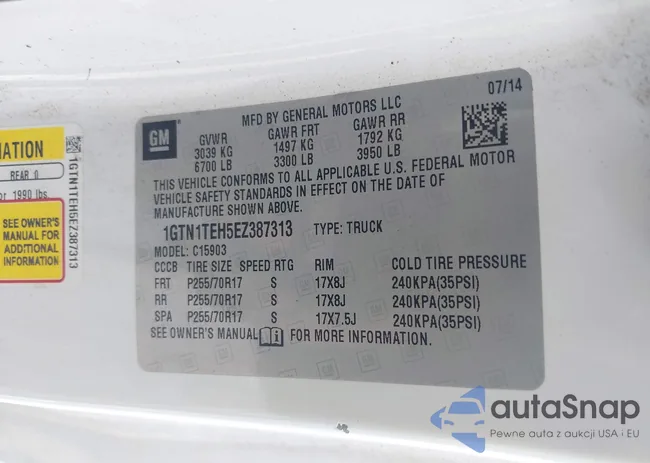 07/14
MFD BY GENERAL MOTORS LLC
GM
GVWR GAWR FRT GAWR RR
3039 KG 1497 KG 1792 KG
6700 LB 3300 LB 3950 LB
THIS VEHICLE CONFORMS TO ALL APPLICABLE U.S. FEDERAL MOTOR
VEHICLE SAFETY STANDARDS IN EFFECT ON THE DATE OF
MANUFACTURE SHOWN ABOVE.
1GTN1TEH5EZ387313 TYPE: TRUCK
MODEL: C15903
CCCB TIRE SIZE SPEED RTG RIM COLD TIRE PRESSURE
FRT P255/70R17 S 17X8J 240KPA(35PSI)
RR P255/70R17 S 17X8J 240KPA(35PSI)
SPA P255/70R17 S 17X7.5J 240KPA(35PSI)
SEE OWNER'S MANUAL FOR MORE INFORMATION.
REAR 0
1990 lbs
SEE OWNER'S
MANUAL FOR
ADDITIONAL
INFORMATION
1GTN1TEH5EZ387313
autaSnap
Pewne auta z aukcji USA i EU